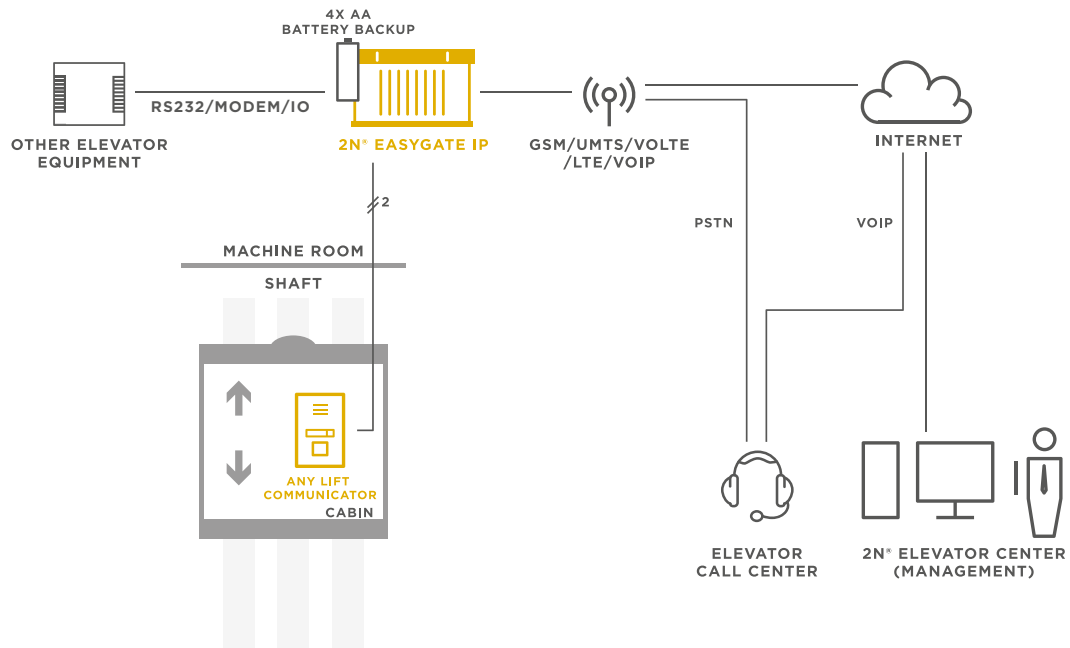 4X AA
BATTERY BACKUP
RS232/MODEM/IO
OTHER ELEVATOR
EQUIPMENT
2N® EASYGATE IP
GSM/UMTS/VOLTE
/LTE/VOIP
INTERNET
2
PSTN
VOIP
MACHINE ROOM
SHAFT
ANY LIFT
COMMUNICATOR
CABIN
ELEVATOR
CALL CENTER
2N® ELEVATOR CENTER
(MANAGEMENT)